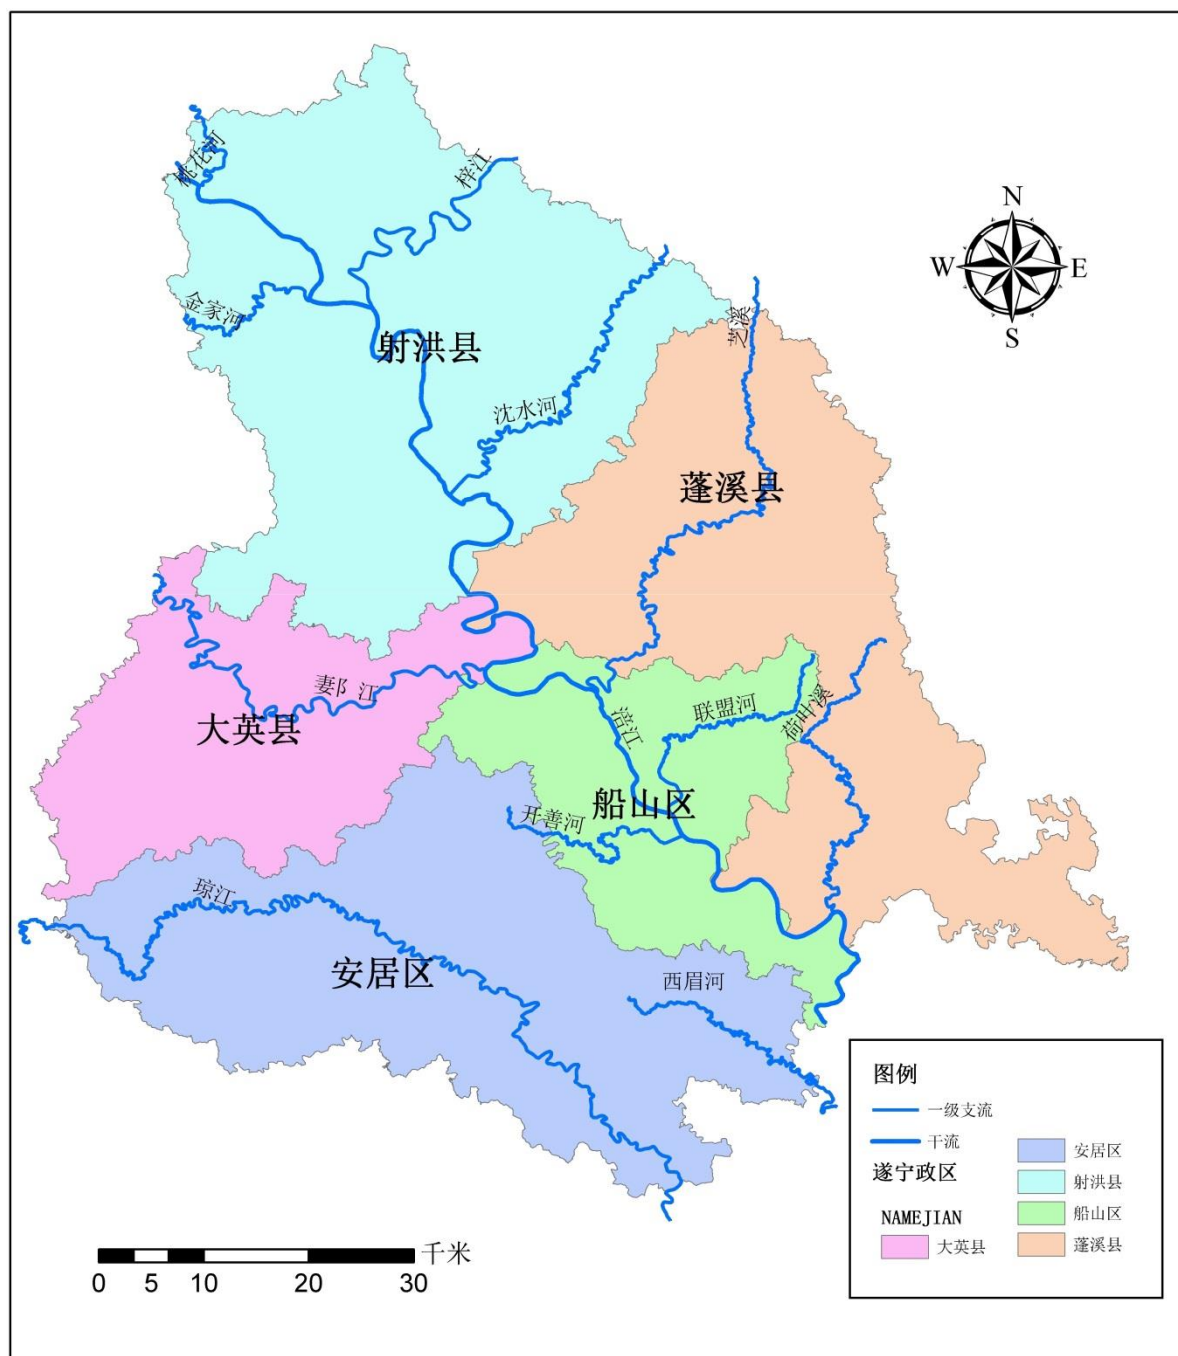 桃花河
梓江
N
W
E
S
金家河
芝溪
射洪县
沈水河
蓬溪县
妻阝江
大英县
涪江
联盟河
荷叶溪
船山区
开善河
琼江
安居区
西眉河
图例
一级支流
干流
遂宁政区
NAMEJIAN
大英县
安居区
射洪县
船山区
蓬溪县
千米
0 5 10 20 30